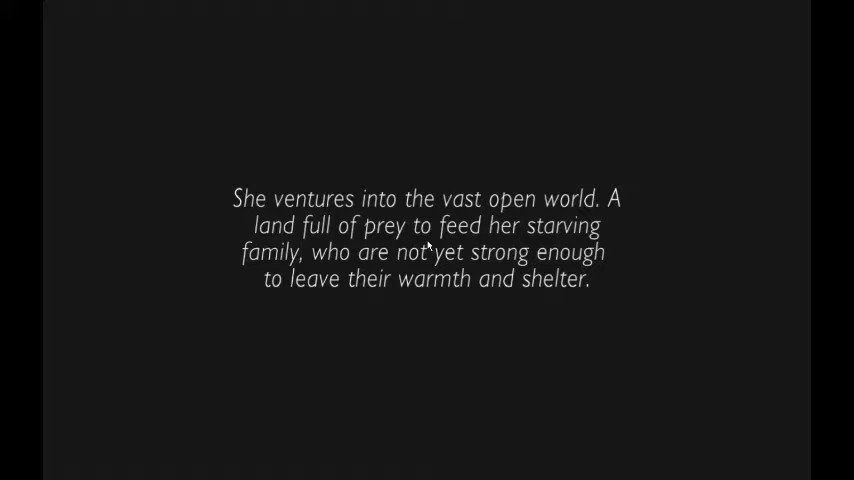 She ventures into the vast open world. A
land full of prey to feed her starving
family, who are not yet strong enough
to leave their warmth and shelter.